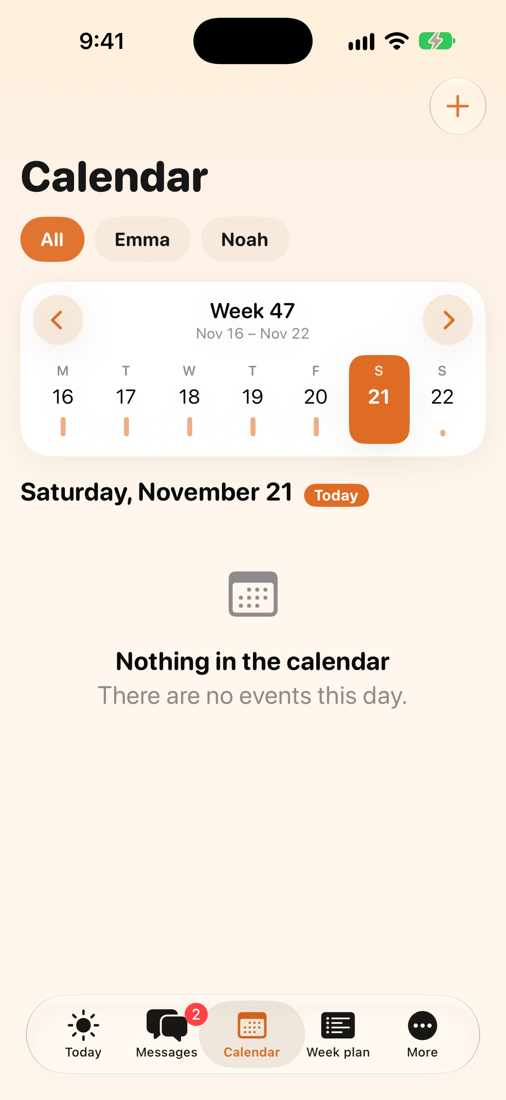 9:41
Calendar
All Emma Noah
Week 47
Nov 16 – Nov 22
M T W T F S S
16 17 18 19 20 21 22
Saturday, November 21 Today
Nothing in the calendar
There are no events this day.
2
Today Messages Calendar Week plan More